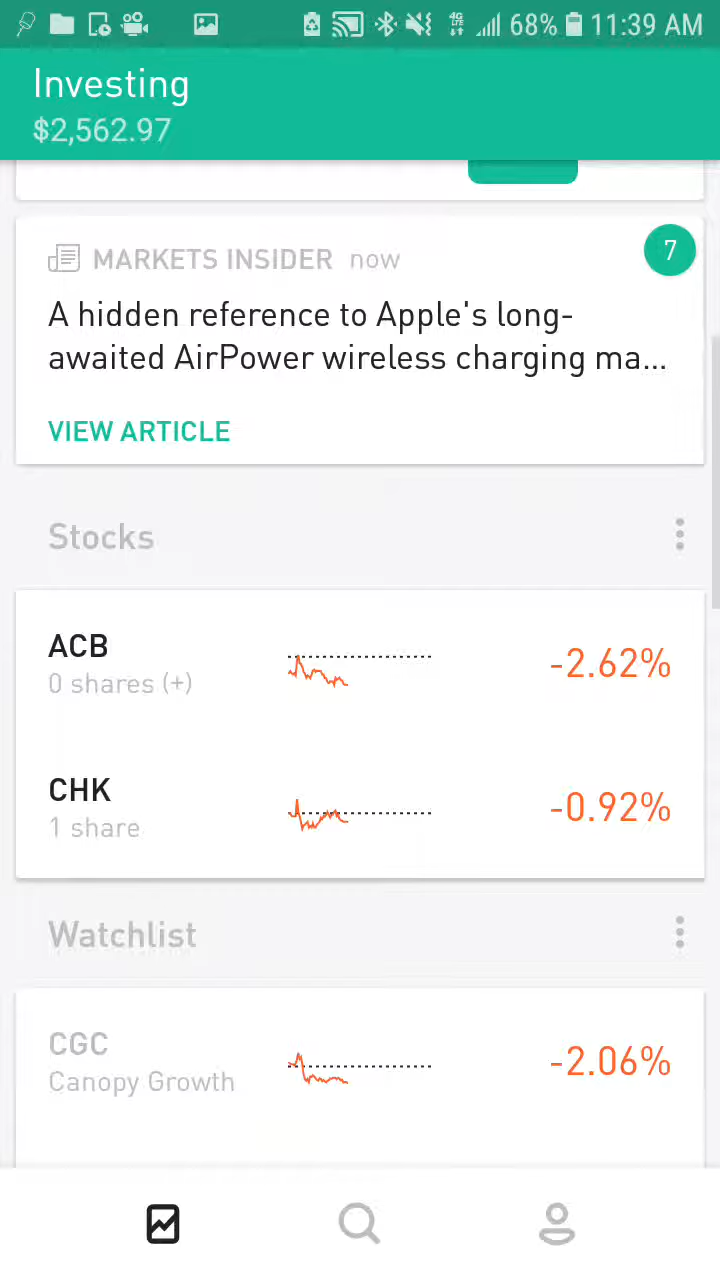 68% 11:39 AM
Investing
$2,562.97
MARKETS INSIDER now
7
A hidden reference to Apple's long-
awaited AirPower wireless charging ma...
VIEW ARTICLE
Stocks
ACB
0 shares (+)
-2.62%
CHK
1 share
-0.92%
Watchlist
CGC
Canopy Growth
-2.06%